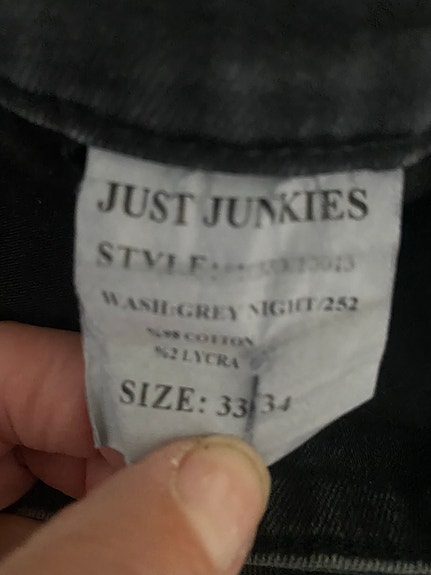 JUST JUNKIES
STYLE:
WASH:GREY NIGHT/252
%98 COTTON
%2 LYCRA
SIZE: 33/34